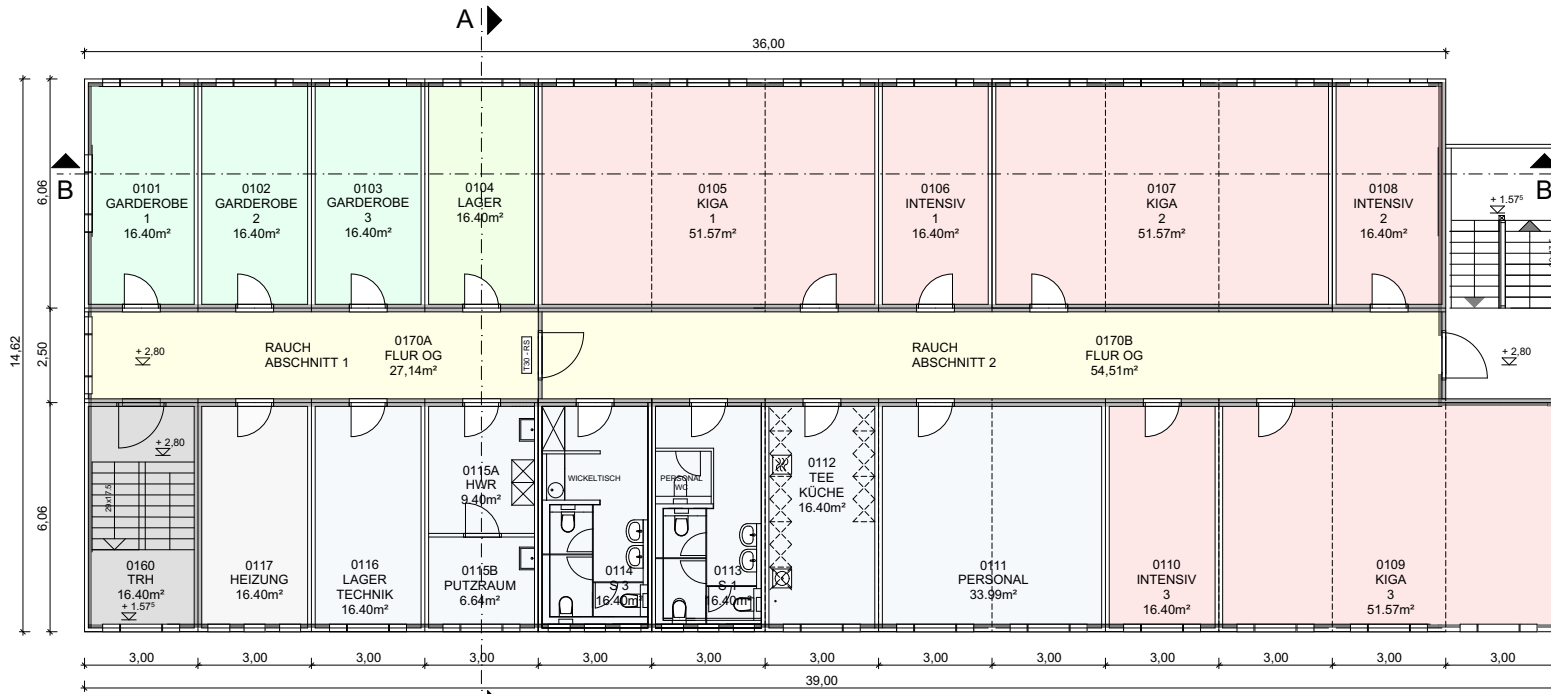 A
36,00
14,62
6,06
2,50
6,06
B
B
0101
GARDEROBE
1
16.40m²
0102
GARDEROBE
2
16.40m²
0103
GARDEROBE
3
16.40m²
0104
LAGER
16.40m²
0105
KIGA
1
51.57m²
0106
INTENSIV
1
16.40m²
0107
KIGA
2
51.57m²
0108
INTENSIV
2
16.40m²
+ 1.57⁵
+ 2,80
RAUCH
ABSCHNITT 1
0170A
FLUR OG
27,14m²
T30 - RS
RAUCH
ABSCHNITT 2
0170B
FLUR OG
54,51m²
+ 2,80
+ 2,80
29x17.5
0160
TRH
16.40m²
+ 1.57⁵
0117
HEIZUNG
16.40m²
0116
LAGER
TECHNIK
16.40m²
0115A
HWR
9.40m²
0115B
PUTZRAUM
6.64m²
WICKELTISCH
0114
S 3
16.40m²
PERSONAL
WC
0113
S 1
16.40m²
0112
TEE
KÜCHE
16.40m²
0111
PERSONAL
33.99m²
0110
INTENSIV
3
16.40m²
0109
KIGA
3
51.57m²
3,00
3,00
3,00
3,00
3,00
3,00
3,00
3,00
3,00
3,00
3,00
3,00
3,00
39,00